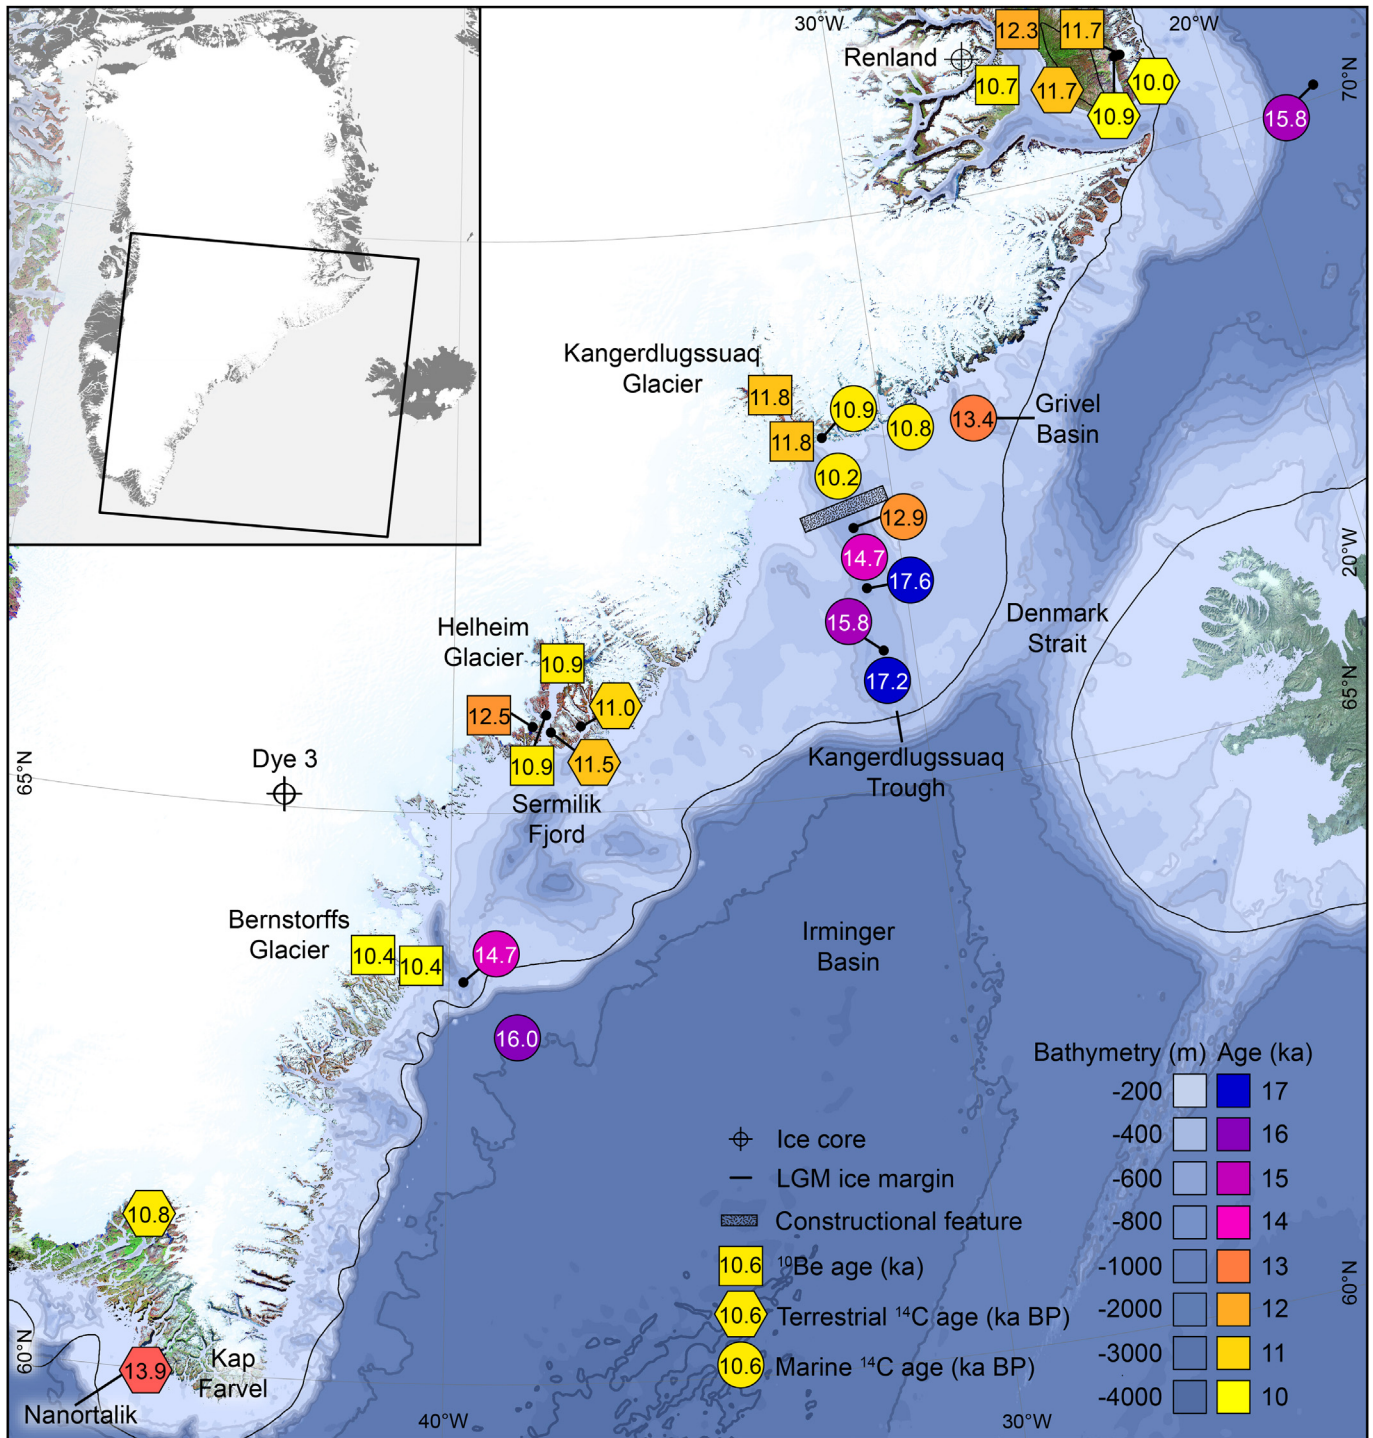 30°W
20°W
12.3
11.7
Renland
10.7
11.7
10.0
10.9
70°N
15.8
Kangerdlugssuaq
Glacier
11.8
11.8
10.9
10.8
13.4
Grivel
Basin
10.2
12.9
14.7
17.6
15.8
17.2
20°W
Denmark
Strait
Kangerdlugssuaq
Trough
65°N
Helheim
Glacier
10.9
12.5
11.0
10.9
11.5
Sermilik
Fjord
65°N
Dye 3
Bernstorffs
Glacier
10.4
10.4
14.7
16.0
Irminger
Basin
10.8
13.9
Kap
Farvel
Nanortalik
60°N
40°W
30°W
60°N
Ice core
LGM ice margin
Constructional feature
10.6 ¹⁰Be age (ka)
10.6 Terrestrial ¹⁴C age (ka BP)
10.6 Marine ¹⁴C age (ka BP)
Bathymetry (m) Age (ka)
-200 17
-400 16
-600 15
-800 14
-1000 13
-2000 12
-3000 11
-4000 10